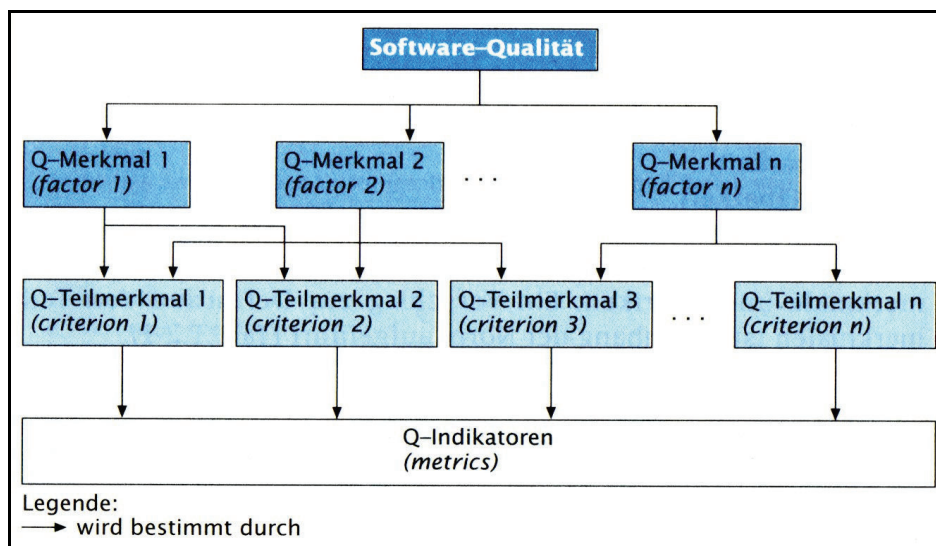 Software–Qualität
Q–Merkmal 1
(factor 1)
Q–Merkmal 2
(factor 2)
. . .
Q–Merkmal n
(factor n)
Q–Teilmerkmal 1
(criterion 1)
Q–Teilmerkmal 2
(criterion 2)
Q–Teilmerkmal 3
(criterion 3)
. . .
Q–Teilmerkmal n
(criterion n)
Q–Indikatoren
(metrics)
Legende:
wird bestimmt durch